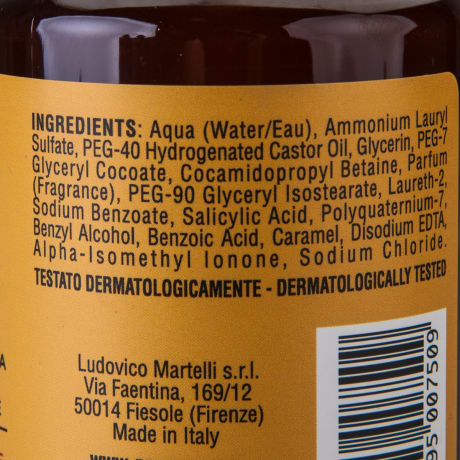 INGREDIENTS: Aqua (Water/Eau), Ammonium Lauryl
Sulfate, PEG-40 Hydrogenated Castor Oil, Glycerin, PEG-7
Glyceryl Cocoate, Cocamidopropyl Betaine, Parfum
(Fragrance), PEG-90 Glyceryl Isostearate, Laureth-2,
Sodium Benzoate, Salicylic Acid, Polyquaternium-7,
Benzyl Alcohol, Benzoic Acid, Caramel, Disodium EDTA,
Alpha-Isomethyl Ionone, Sodium Chloride.
TESTATO DERMATOLOGICAMENTE - DERMATOLOGICALLY TESTED
Ludovico Martelli s.r.l.
Via Faentina, 169/12
50014 Fiesole (Firenze)
Made in Italy
007509